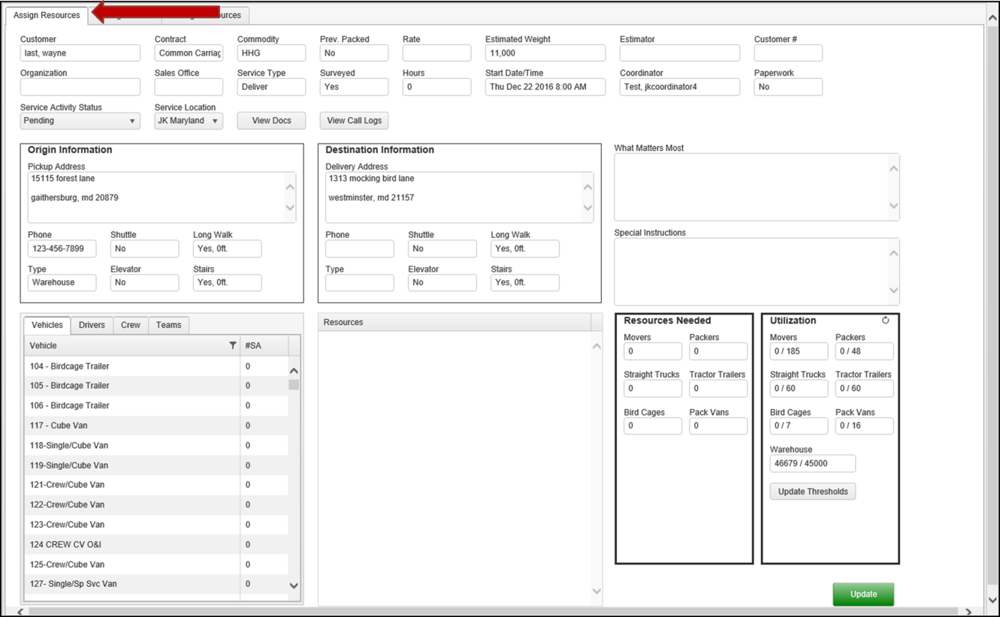 Assign Resources
Customer Contract Commodity Prev. Packed Rate Estimated Weight Estimator Customer #
last, wayne Common Carriag HHG No 11,000
Organization Sales Office Service Type Surveyed Hours Start Date/Time Coordinator Paperwork
Deliver Yes 0 Thu Dec 22 2016 8:00 AM Test, jkcoordinator4 No
Service Activity Status Service Location
Pending JK Maryland View Docs View Call Logs
Origin Information
Pickup Address
15115 forest lane
gaithersburg, md 20879
Phone Shuttle Long Walk
123-456-7899 No Yes, 0ft.
Type Elevator Stairs
Warehouse No Yes, 0ft.
Destination Information
Delivery Address
1313 mocking bird lane
westminster, md 21157
Phone Shuttle Long Walk
No Yes, 0ft.
Type Elevator Stairs
No Yes, 0ft.
What Matters Most
Special Instructions
Vehicles Drivers Crew Teams
Vehicle #SA
104 - Birdcage Trailer 0
105 - Birdcage Trailer 0
106 - Birdcage Trailer 0
117 - Cube Van 0
118-Single/Cube Van 0
119-Single/Cube Van 0
121-Crew/Cube Van 0
122-Crew/Cube Van 0
123-Crew/Cube Van 0
124 CREW CV O&I 0
125-Crew/Cube Van 0
127- Single/Sp Svc Van 0
Resources
Resources Needed
Movers Packers
0 0
Straight Trucks Tractor Trailers
0 0
Bird Cages Pack Vans
0 0
Utilization
Movers Packers
0 / 185 0 / 48
Straight Trucks Tractor Trailers
0 / 60 0 / 60
Bird Cages Pack Vans
0 / 7 0 / 16
Warehouse
46679 / 45000
Update Thresholds
Update